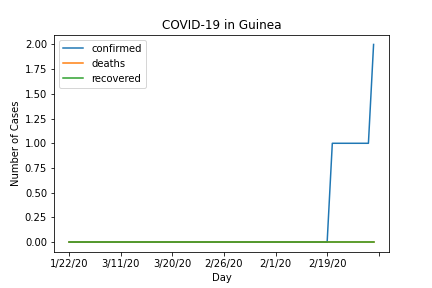 COVID-19 in Guinea
confirmed
deaths
recovered
2.00
1.75
1.50
1.25
1.00
0.75
0.50
0.25
0.00
Number of Cases
1/22/20 3/11/20 3/20/20 2/26/20 2/1/20 2/19/20
Day